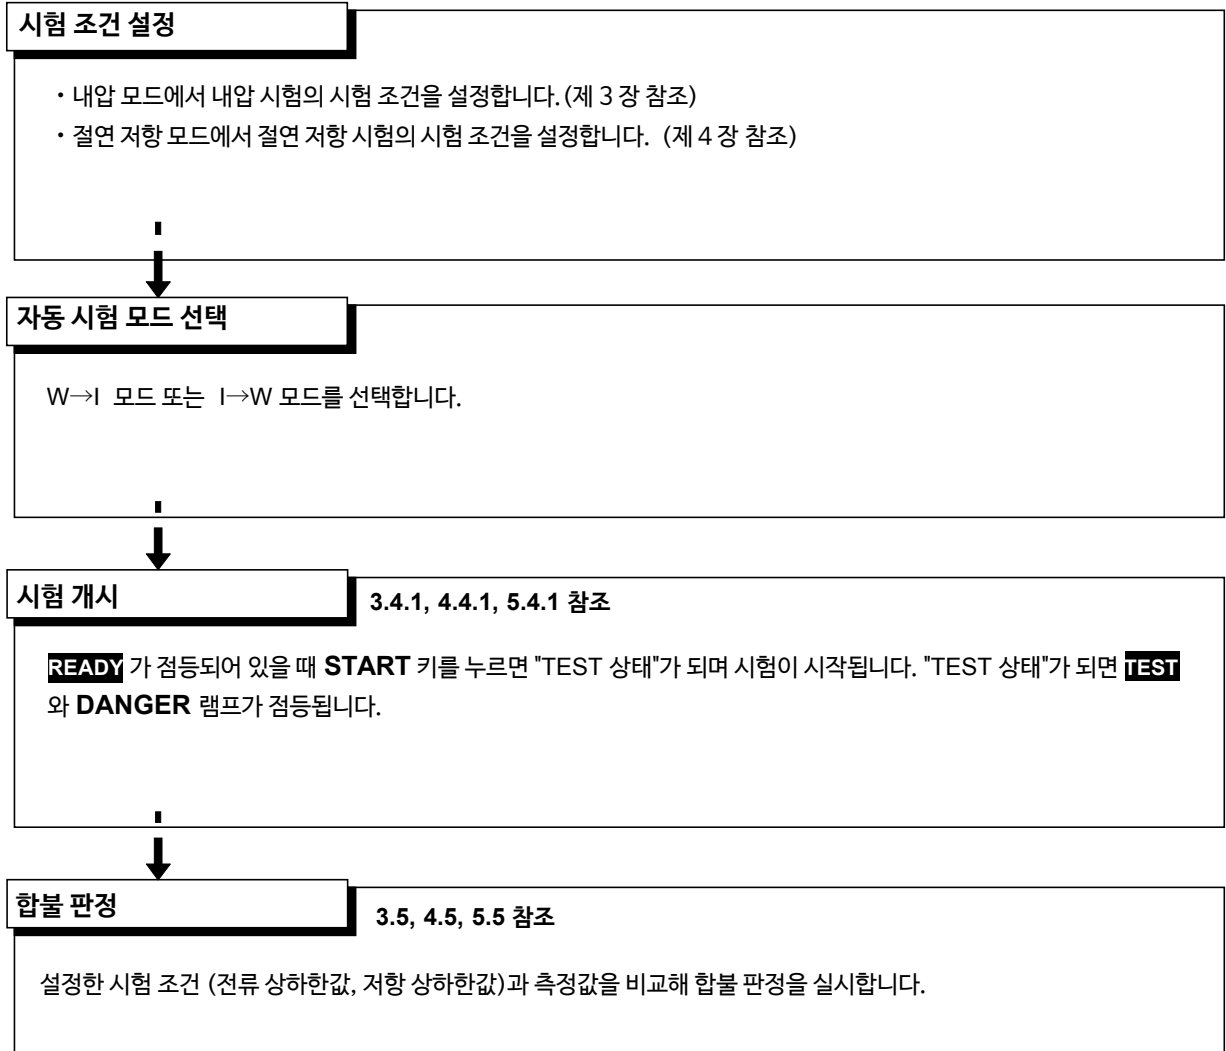 시험 조건 설정
・내압 모드에서 내압 시험의 시험 조건을 설정합니다.(제 3 장 참조)
・절연 저항 모드에서 절연 저항 시험의 시험 조건을 설정합니다. (제 4 장 참조)
자동 시험 모드 선택
W→I 모드 또는 I→W 모드를 선택합니다.
시험 개시
3.4.1, 4.4.1, 5.4.1 참조
READY 가 점등되어 있을 때 START 키를 누르면 "TEST 상태"가 되며 시험이 시작됩니다. "TEST 상태"가 되면 TEST
와 DANGER 램프가 점등됩니다.
합불 판정
3.5, 4.5, 5.5 참조
설정한 시험 조건 (전류 상하한값, 저항 상하한값)과 측정값을 비교해 합불 판정을 실시합니다.